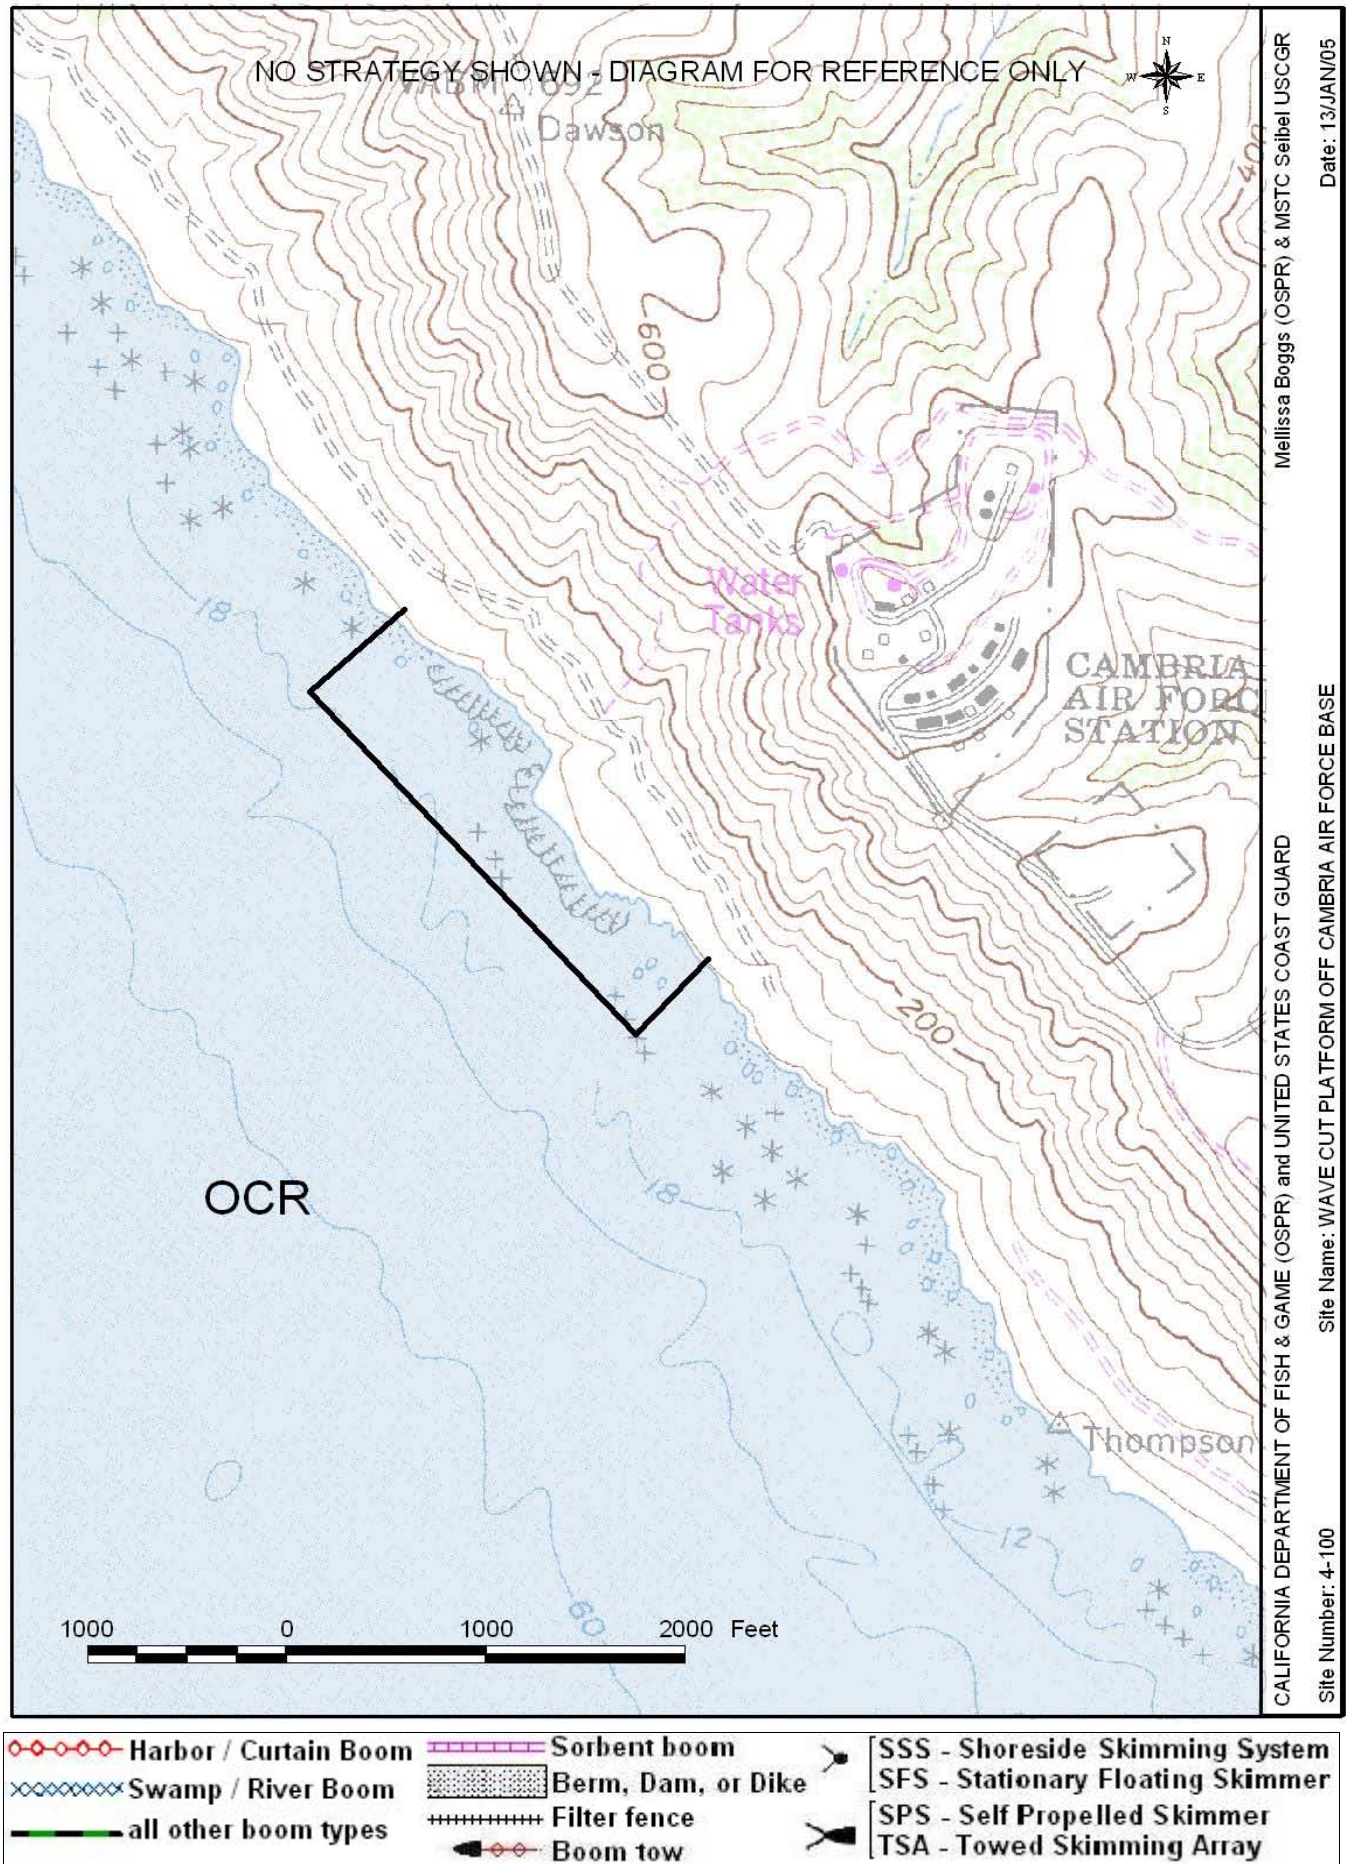 NO STRATEGY SHOWN - DIAGRAM FOR REFERENCE ONLY
N
W E
S
VABM 692
Dawson
400
600
Water
Tanks
CAMBRIA
AIR FORC
STATION
18
200
OCR
18
Thompson
12
60
1000 0 1000 2000 Feet
Mellissa Boggs (OSPR) & MSTC Seibel USCGR
Date: 13/JAN/05
CALIFORNIA DEPARTMENT OF FISH & GAME (OSPR) and UNITED STATES COAST GUARD
Site Name: WAVE CUT PLATFORM OFF CAMBRIA AIR FORCE BASE
Site Number: 4-100
Harbor / Curtain Boom
Swamp / River Boom
all other boom types
Sorbent boom
Berm, Dam, or Dike
Filter fence
Boom tow
[SSS - Shoreside Skimming System
[SFS - Stationary Floating Skimmer
[SPS - Self Propelled Skimmer
[TSA - Towed Skimming Array